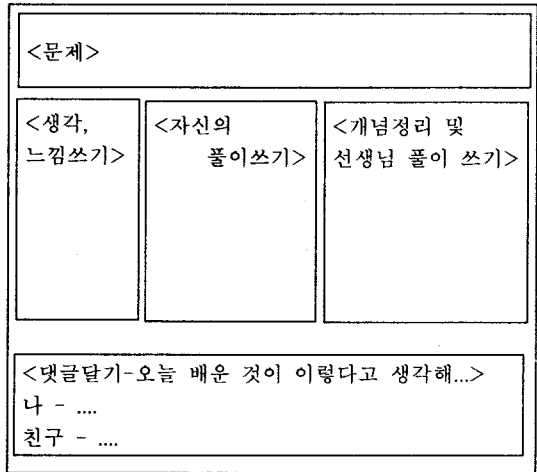 <문제>
<생각,
느낌쓰기>
<자신의
풀이쓰기>
<개념정리 및
선생님 풀이 쓰기>
<댓글달기-오늘 배운 것이 이렇다고 생각해...>
나 - ....
친구 - ....